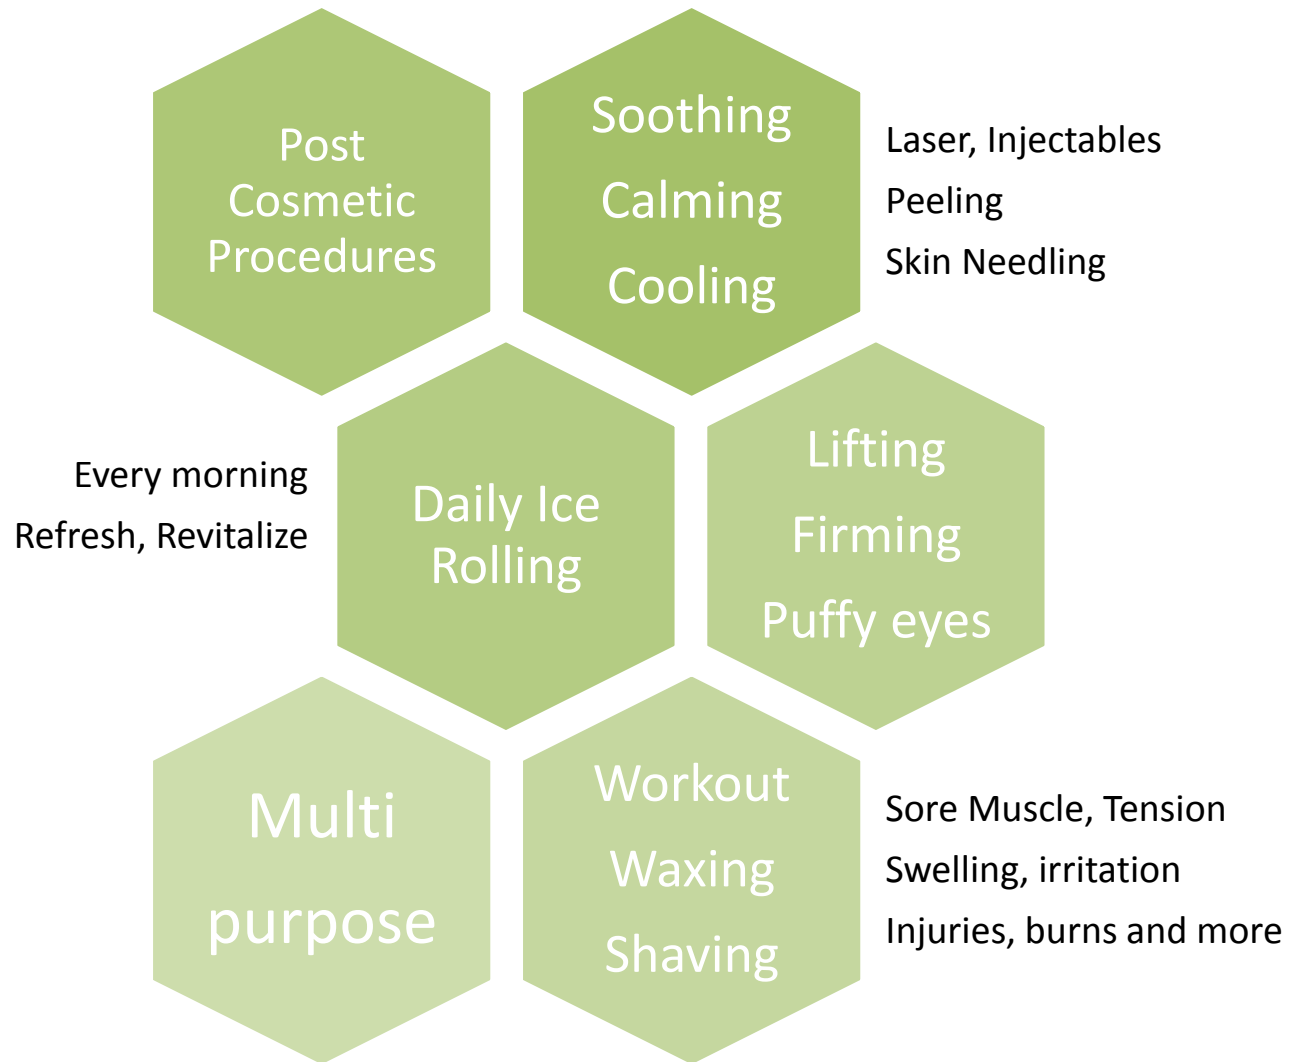 Post
Cosmetic
Procedures
Soothing
Calming
Cooling
Laser, Injectables
Peeling
Skin Needling
Every morning
Refresh, Revitalize
Daily Ice
Rolling
Lifting
Firming
Puffy eyes
Multi
purpose
Workout
Waxing
Shaving
Sore Muscle, Tension
Swelling, irritation
Injuries, burns and more